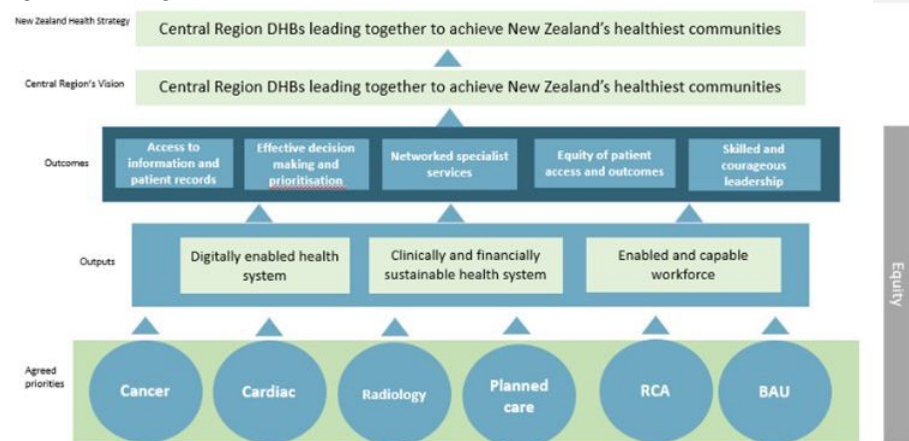 New Zealand Health Strategy
Central Region DHBs leading together to achieve New Zealand's healthiest communities
Central Region's Vision
Central Region DHBs leading together to achieve New Zealand's healthiest communities
Outcomes
Access to
information and
patient records
Effective decision
making and
prioritisation
Networked specialist
services
Equity of patient
access and outcomes
Skilled and
courageous
leadership
Outputs
Digitally enabled health
system
Clinically and financially
sustainable health system
Enabled and capable
workforce
Equity
Agreed
priorities
Cancer
Cardiac
Radiology
Planned
care
RCA
BAU